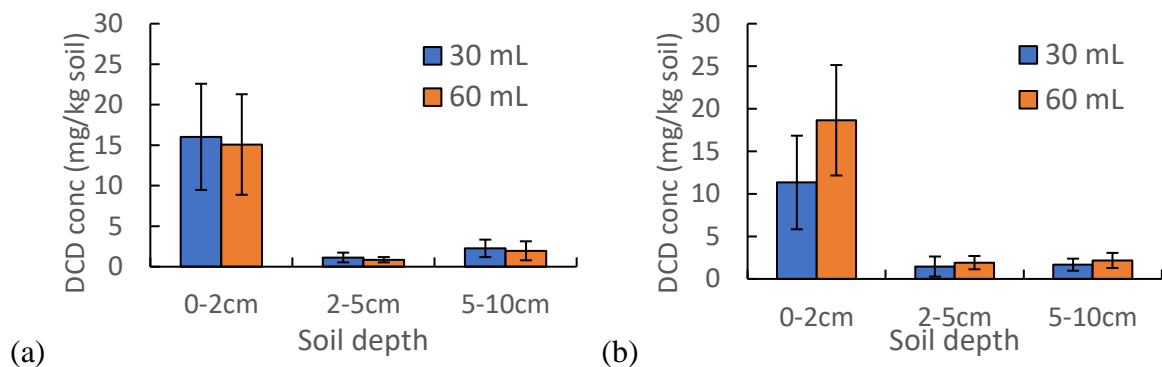 DCD conc (mg/kg soil)
30
25
20
15
10
5
0
30 mL
60 mL
0-2cm 2-5cm 5-10cm
Soil depth
(a)
DCD conc (mg/kg soil)
30
25
20
15
10
5
0
30 mL
60 mL
0-2cm 2-5cm 5-10cm
Soil depth
(b)